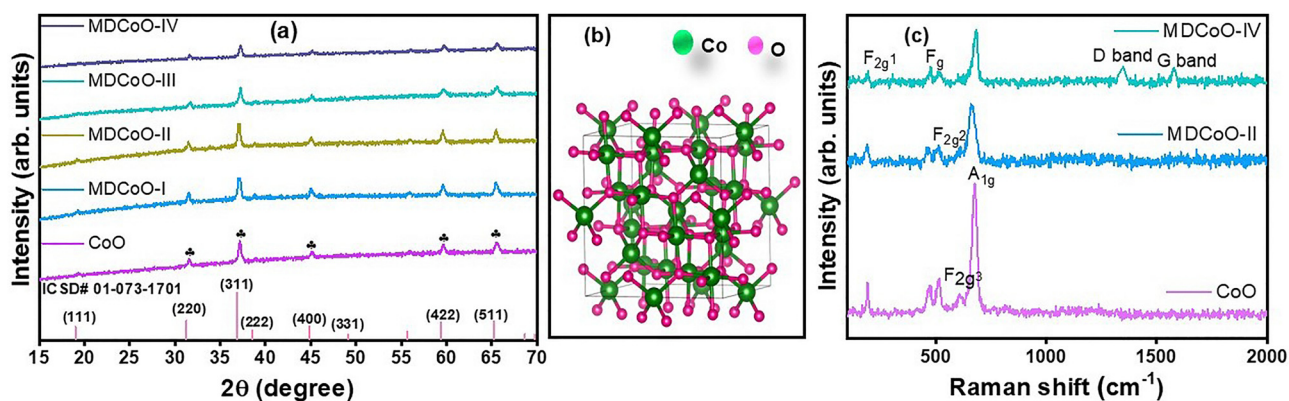 (a)
MDCoO-IV
MDCoO-III
MDCoO-II
MDCoO-I
CoO
IC SD# 01-073-1701
(111)
(220)
(311)
(222)
(400)
(331)
(422)
(511)
15 20 25 30 35 40 45 50 55 60 65 70
2θ (degree)
Intensity (arb. units)
(b)
Co
O
(c)
MDCoO-IV
F2g1
Fg
D band
G band
MDCoO-II
F2g2
A1g
F2g3
CoO
500 1000 1500 2000
Raman shift (cm-1)
Intensity (arb. units)